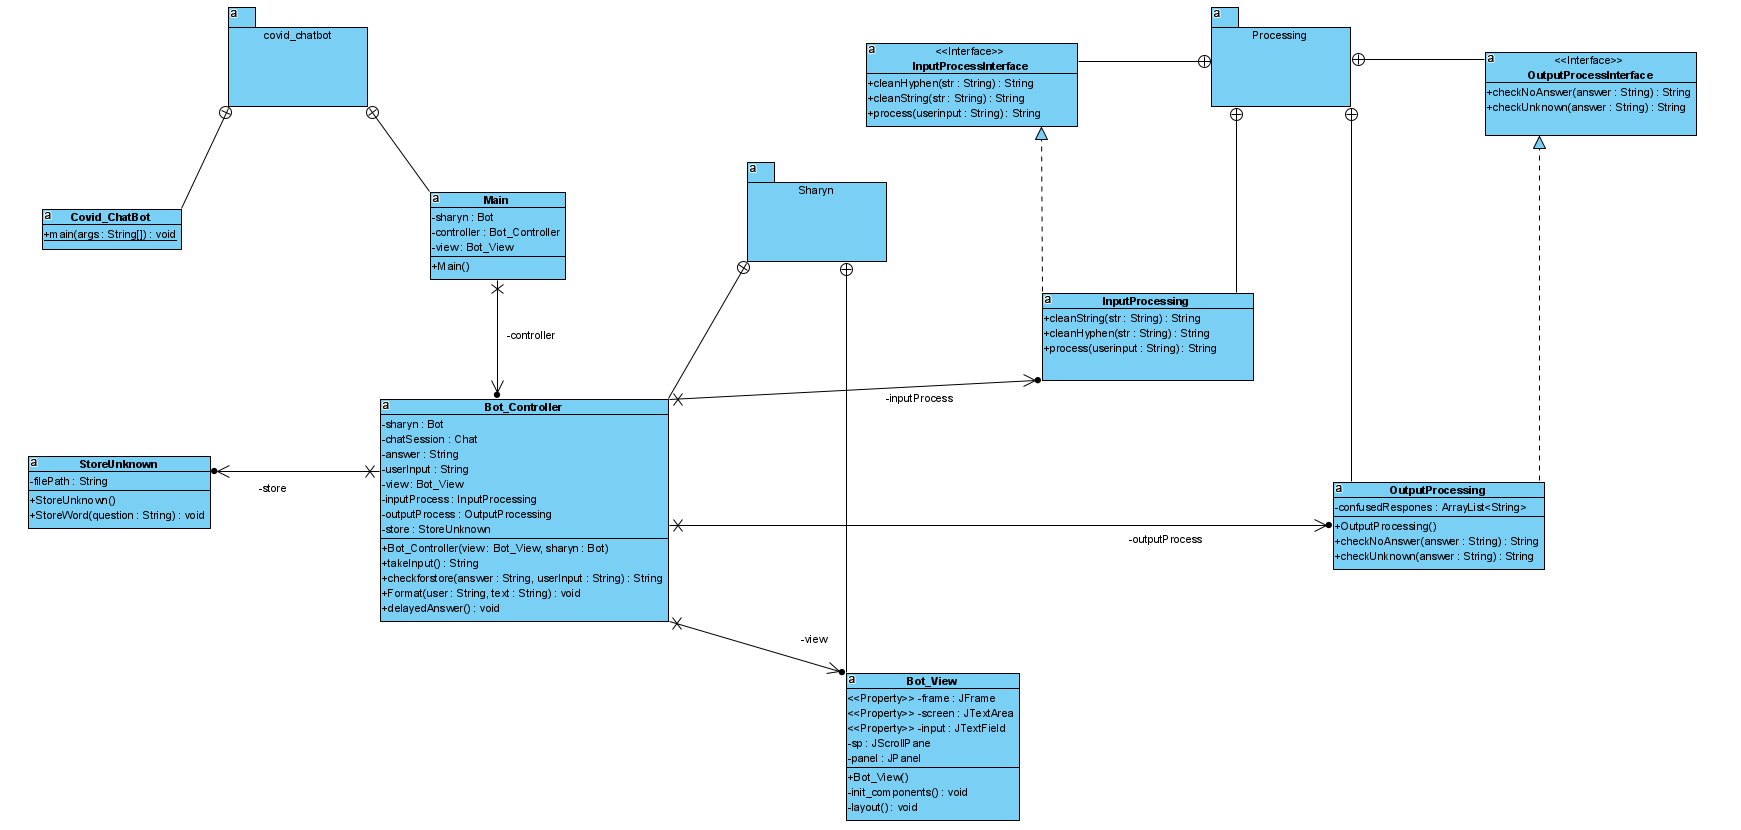 a
covid_chatbot
a
Covid_ChatBot
+main(args : String[]) : void
a
Main
-sharyn : Bot
-controller : Bot_Controller
-view : Bot_View
+Main()
-controller
a
Sharyn
a
<<Interface>>
InputProcessInterface
+cleanHyphen(str : String) : String
+cleanString(str : String) : String
+process(userinput : String) : String
a
Processing
a
<<Interface>>
OutputProcessInterface
+checkNoAnswer(answer : String) : String
+checkUnknown(answer : String) : String
a
InputProcessing
+cleanString(str : String) : String
+cleanHyphen(str : String) : String
+process(userinput : String) : String
-inputProcess
a
Bot_Controller
-sharyn : Bot
-chatSession : Chat
-answer : String
-userInput : String
-view : Bot_View
-inputProcess : InputProcessing
-outputProcess : OutputProcessing
-store : StoreUnknown
+Bot_Controller(view : Bot_View, sharyn : Bot)
+takeInput() : String
+checkforstore(answer : String, userInput : String) : String
+Format(user : String, text : String) : void
+delayedAnswer() : void
a
StoreUnknown
-filePath : String
+StoreUnknown()
+StoreWord(question : String) : void
-store
a
OutputProcessing
-confusedRespones : ArrayList<String>
+OutputProcessing()
+checkNoAnswer(answer : String) : String
+checkUnknown(answer : String) : String
-outputProcess
-view
a
Bot_View
<<Property>> -frame : JFrame
<<Property>> -screen : JTextArea
<<Property>> -input : JTextField
-sp : JScrollPane
-panel : JPanel
+Bot_View()
-init_components() : void
-layout() : void